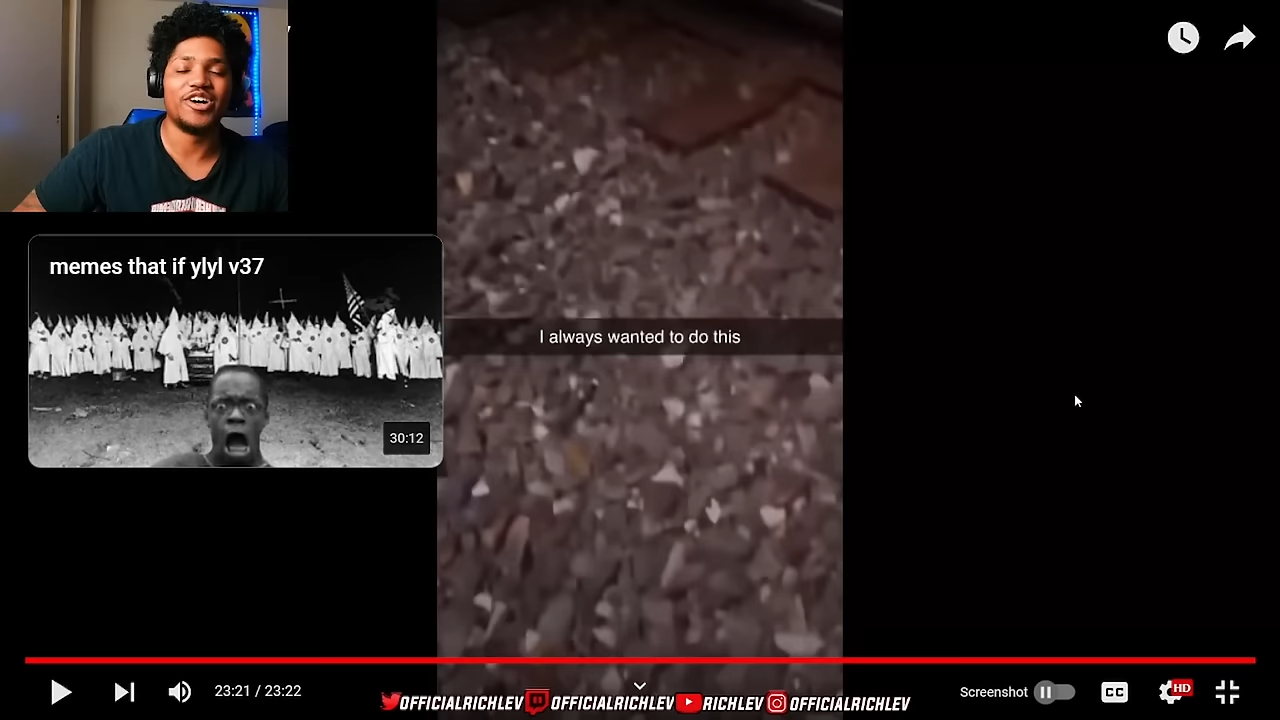 memes that if ylyl v37
30:12
I always wanted to do this
23:21 / 23:22
OFFICIALRICHLEV OFFICIALRICHLEV RICHLEV OFFICIALRICHLEV
Screenshot
CC
HD